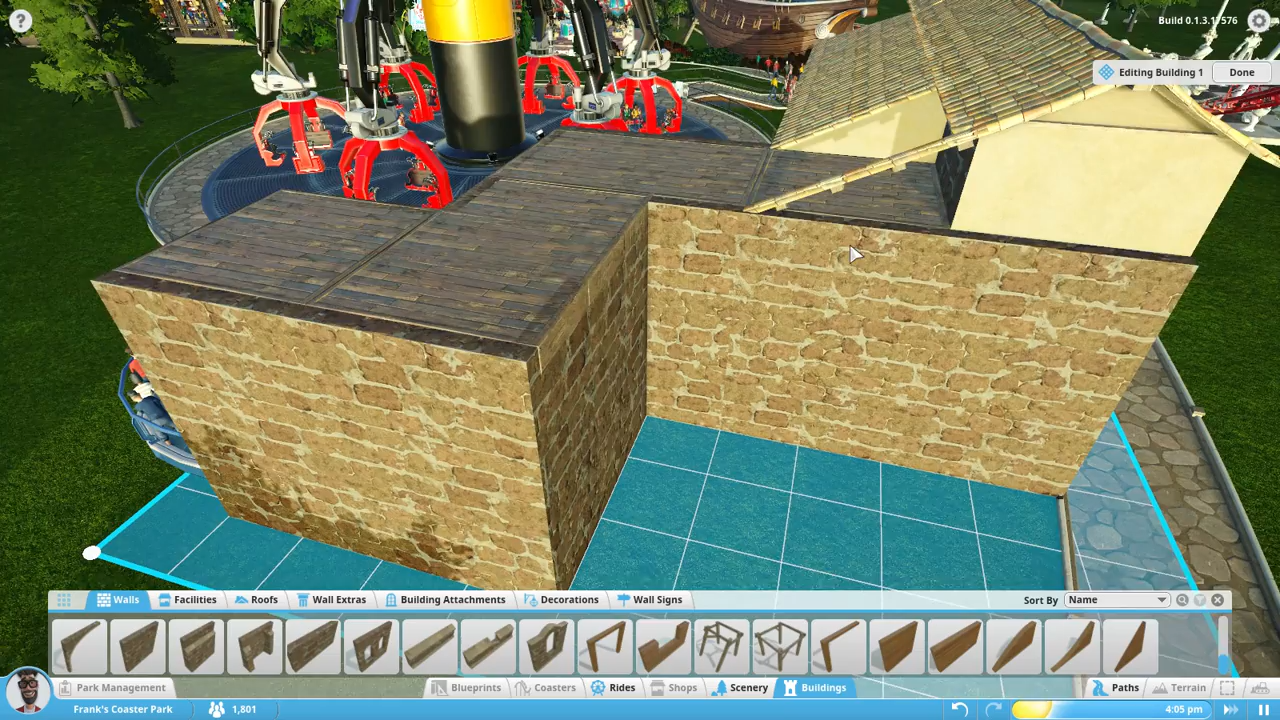 ?
Build 0.1.3.1
576
Editing Building 1
Done
Walls
Facilities
Roofs
Wall Extras
Building Attachments
Decorations
Wall Signs
Sort By
Name
Park Management
Blueprints
Coasters
Rides
Shops
Scenery
Buildings
Paths
Terrain
Frank's Coaster Park
1,801
4:05 pm